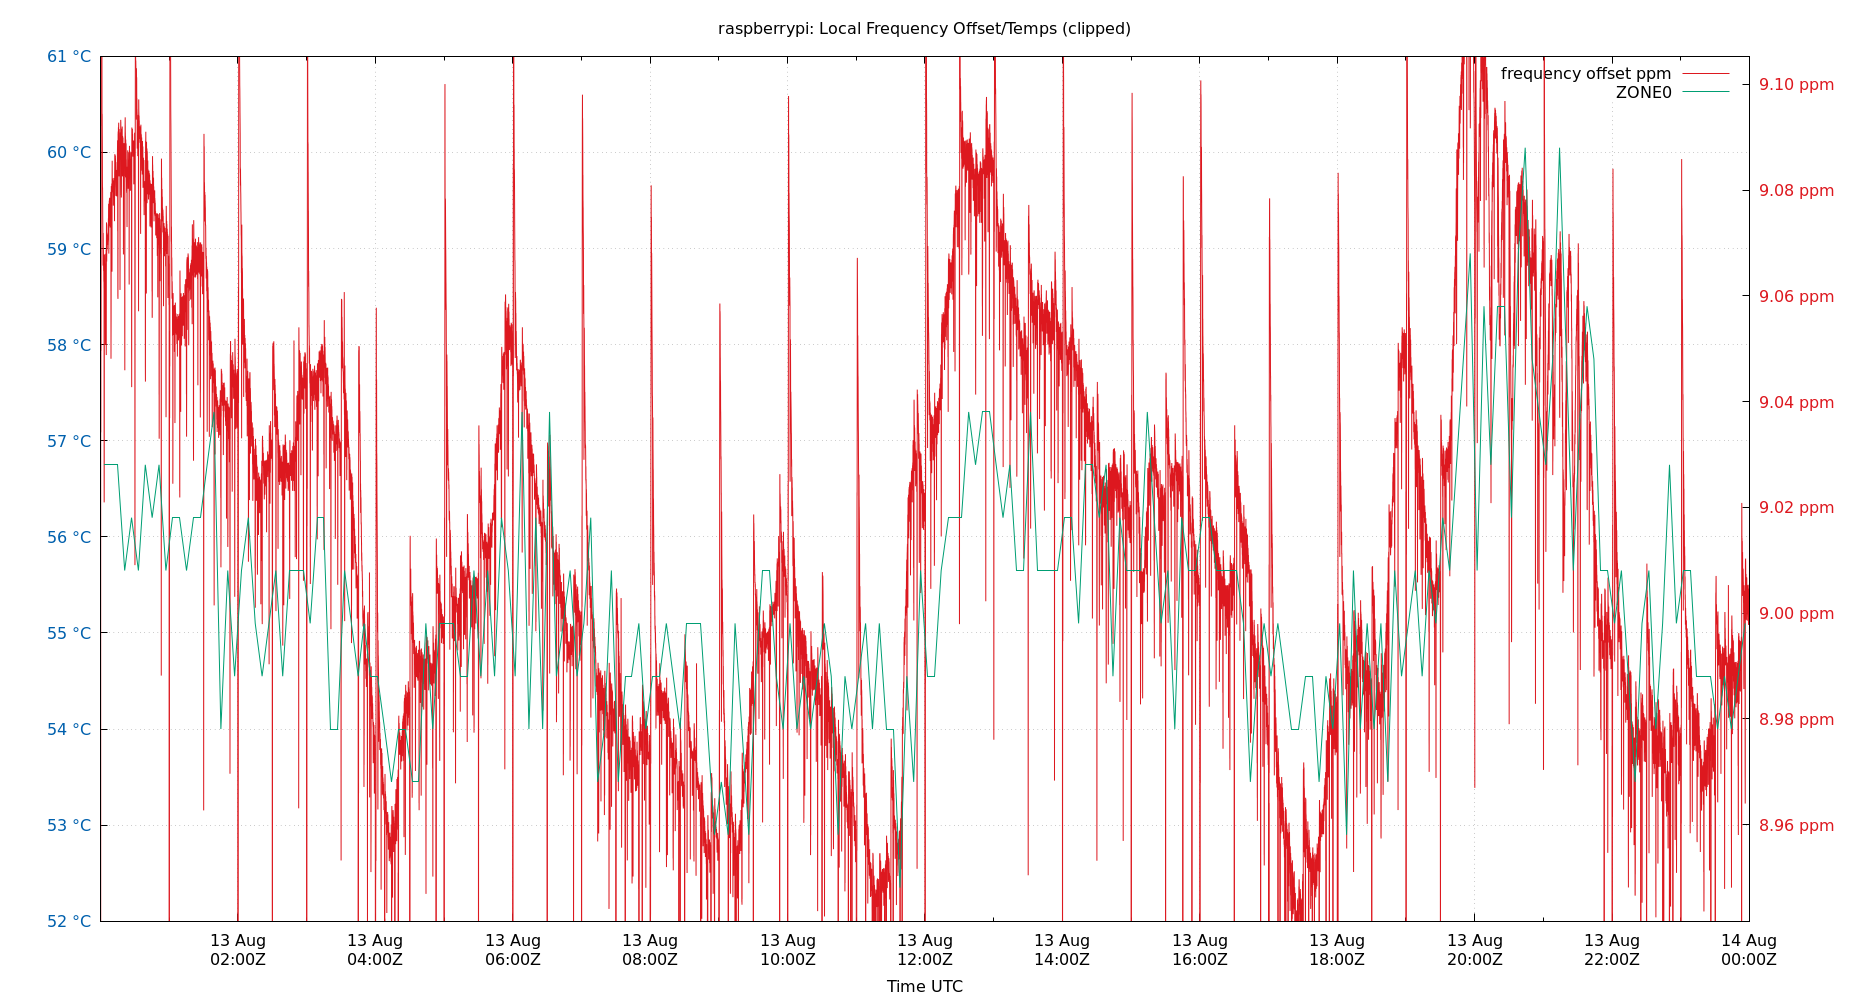 raspberrypi: Local Frequency Offset/Temps (clipped)
61 °C
60 °C
59 °C
58 °C
57 °C
56 °C
55 °C
54 °C
53 °C
52 °C
frequency offset ppm
ZONE0
9.10 ppm
9.08 ppm
9.06 ppm
9.04 ppm
9.02 ppm
9.00 ppm
8.98 ppm
8.96 ppm
13 Aug
02:00Z
13 Aug
04:00Z
13 Aug
06:00Z
13 Aug
08:00Z
13 Aug
10:00Z
13 Aug
12:00Z
13 Aug
14:00Z
13 Aug
16:00Z
13 Aug
18:00Z
13 Aug
20:00Z
13 Aug
22:00Z
14 Aug
00:00Z
Time UTC